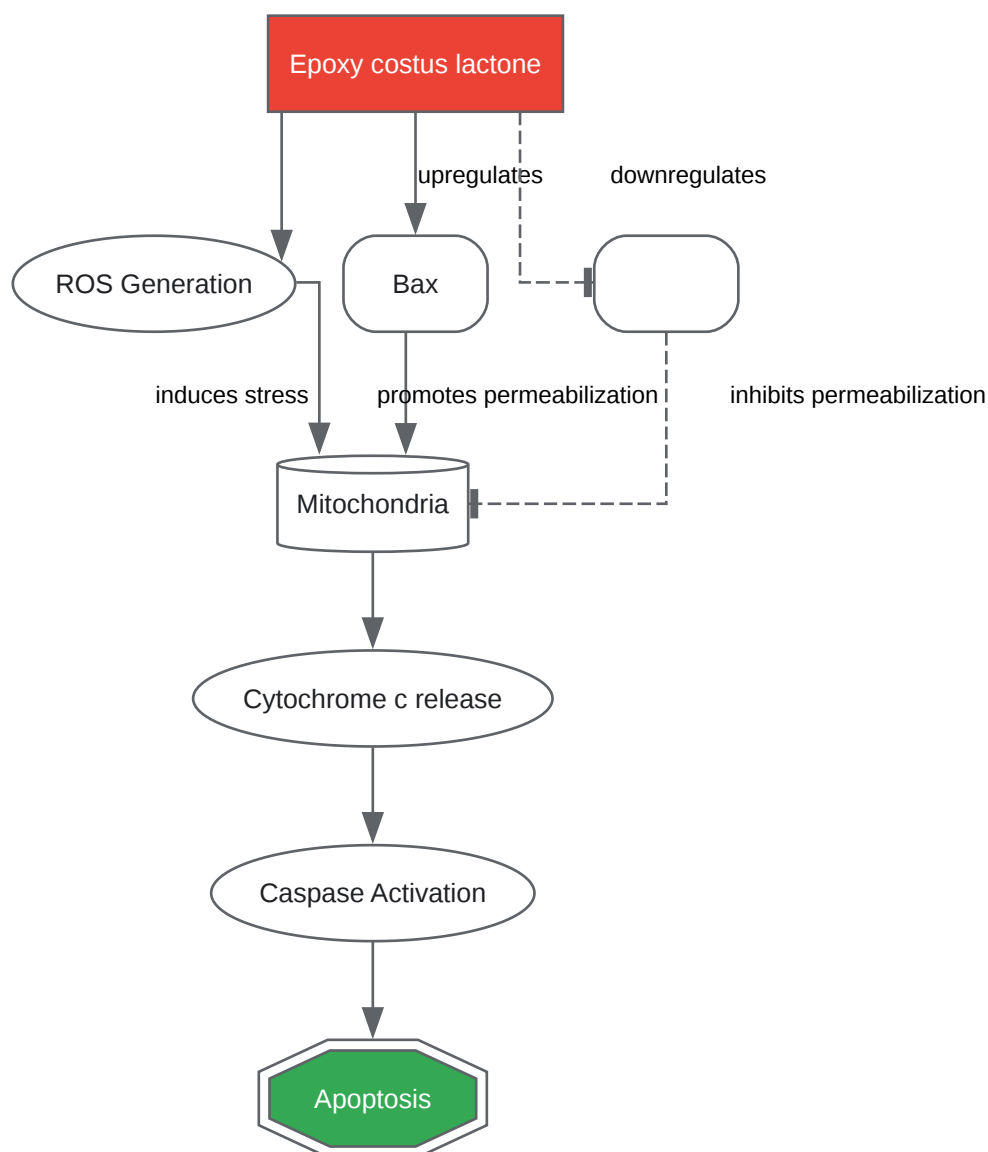 Epoxy costus lactone
upregulates
downregulates
ROS Generation
Bax
induces stress
promotes permeabilization
inhibits permeabilization
Mitochondria
Cytochrome c release
Caspase Activation
Apoptosis